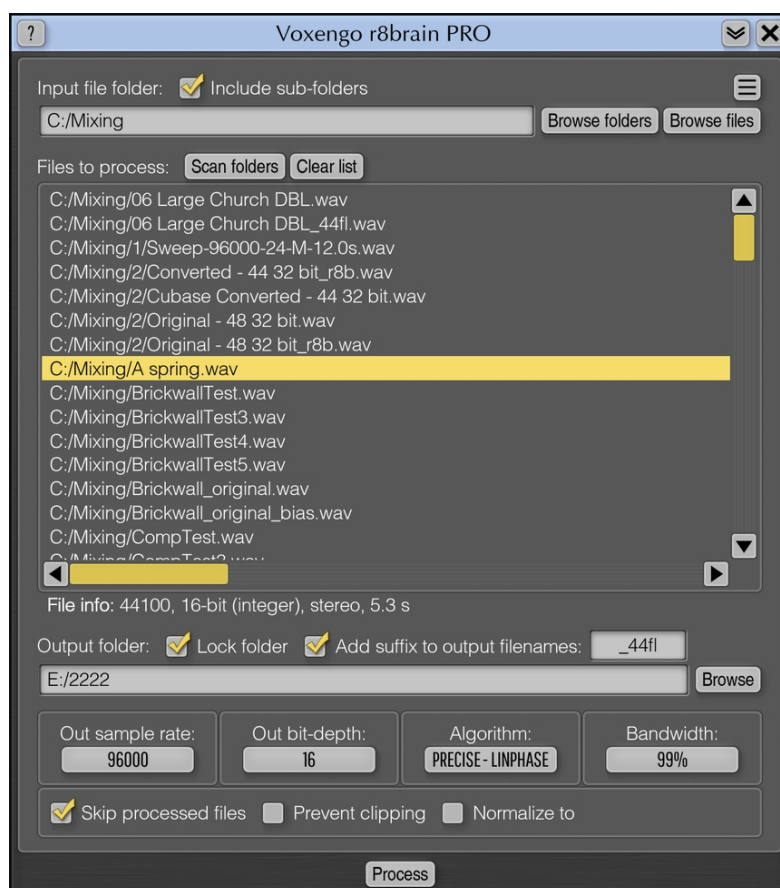 ?
Voxengo r8brain PRO
Input file folder: Include sub-folders
C:/Mixing Browse folders Browse files
Files to process: Scan folders Clear list
C:/Mixing/06 Large Church DBL.wav
C:/Mixing/06 Large Church DBL_44fl.wav
C:/Mixing/1/Sweep-96000-24-M-12.0s.wav
C:/Mixing/2/Converted - 44 32 bit_r8b.wav
C:/Mixing/2/Cubase Converted - 44 32 bit.wav
C:/Mixing/2/Original - 48 32 bit.wav
C:/Mixing/2/Original - 48 32 bit_r8b.wav
C:/Mixing/A spring.wav
C:/Mixing/BrickwallTest.wav
C:/Mixing/BrickwallTest3.wav
C:/Mixing/BrickwallTest4.wav
C:/Mixing/BrickwallTest5.wav
C:/Mixing/Brickwall_original.wav
C:/Mixing/Brickwall_original_bias.wav
C:/Mixing/CompTest.wav
File info: 44100, 16-bit (integer), stereo, 5.3 s
Output folder: Lock folder Add suffix to output filenames: _44fl
E:/2222 Browse
Out sample rate: Out bit-depth: Algorithm: Bandwidth:
96000 16 PRECISE - LINPHASE 99%
Skip processed files Prevent clipping Normalize to
Process